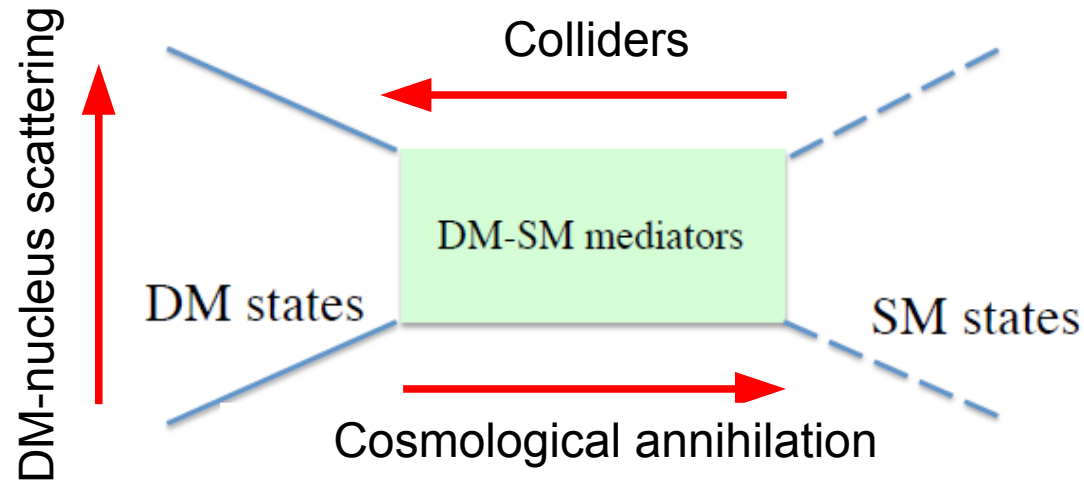 Colliders
DM-nucleus scattering
DM-SM mediators
DM states
SM states
Cosmological annihilation